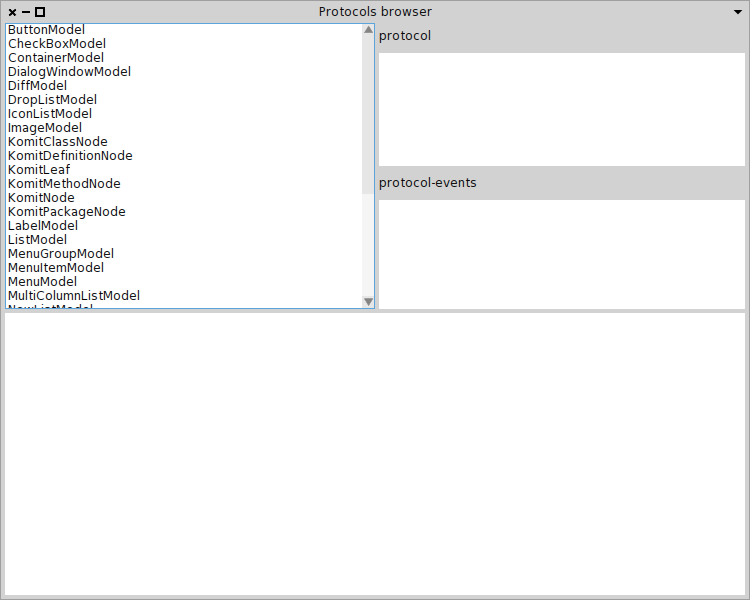 Protocols browser
ButtonModel
CheckBoxModel
ContainerModel
DialogWindowModel
DiffModel
DropListModel
IconListModel
ImageModel
KomitClassNode
KomitDefinitionNode
KomitLeaf
KomitMethodNode
KomitNode
KomitPackageNode
LabelModel
ListModel
MenuGroupModel
MenuItemModel
MenuModel
MultiColumnListModel
NewListModel
protocol
protocol-events